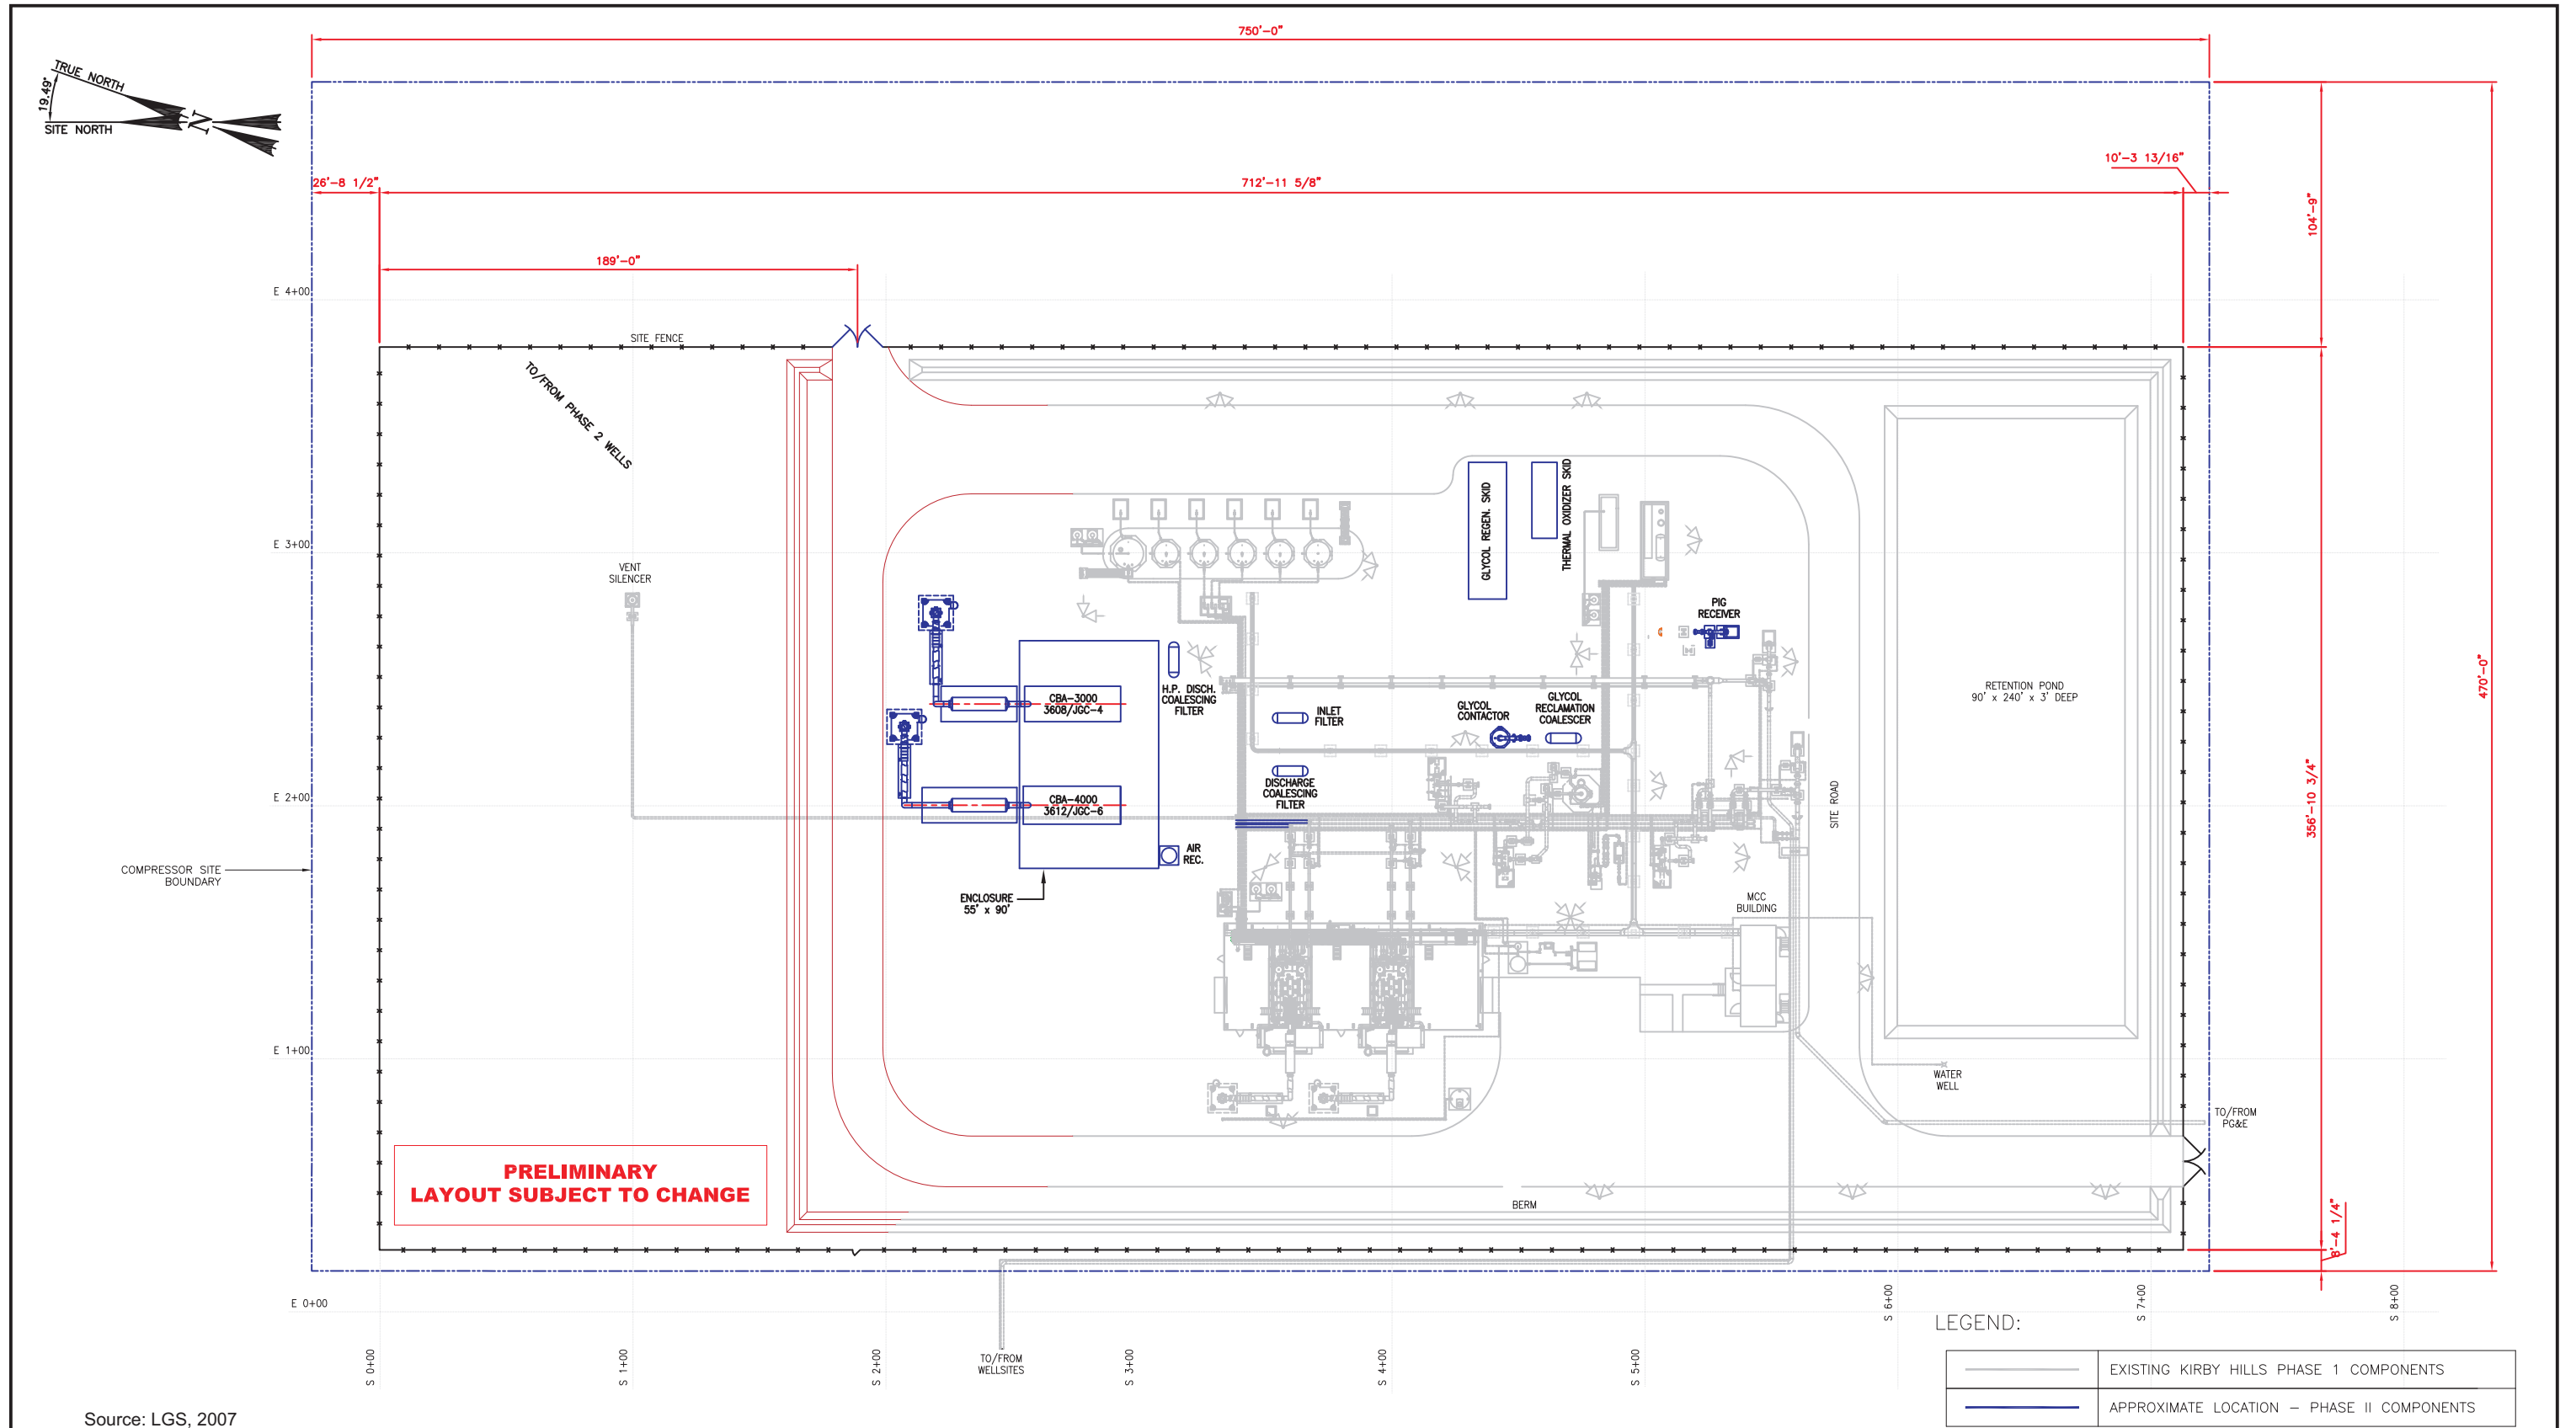 750'-0"
TRUE NORTH
19.49°
SITE NORTH
N
10'-3 13/16"
26'-8 1/2"
712'-11 5/8"
104'-9"
189'-0"
E 4+00
SITE FENCE
TO/FROM PHASE 2 WELLS
E 3+00
GLYCOL REGEN. SKID
THERMAL OXIDIZER SKID
VENT
SILENCER
PIG
RECEIVER
470'-0"
CBA-3000
3608/JGC-4
H.P. DISCH.
COALESCING
FILTER
INLET
FILTER
GLYCOL
CONTACTOR
GLYCOL
RECLAMATION
COALESCER
RETENTION POND
90' x 240' x 3' DEEP
E 2+00
CBA-4000
3612/JGC-6
DISCHARGE
COALESCING
FILTER
SITE ROAD
356'-10 3/4"
AIR
REC.
COMPRESSOR SITE
BOUNDARY
ENCLOSURE
55' x 90'
MCC
BUILDING
E 1+00
WATER
WELL
TO/FROM
PG&E
PRELIMINARY
LAYOUT SUBJECT TO CHANGE
BERM
8'-4 1/4"
E 0+00
S 0+00
S 1+00
S 2+00
TO/FROM
WELLSITES
S 3+00
S 4+00
S 5+00
S 6+00
S 7+00
S 8+00
LEGEND:
EXISTING KIRBY HILLS PHASE 1 COMPONENTS
APPROXIMATE LOCATION – PHASE II COMPONENTS
Source: LGS, 2007